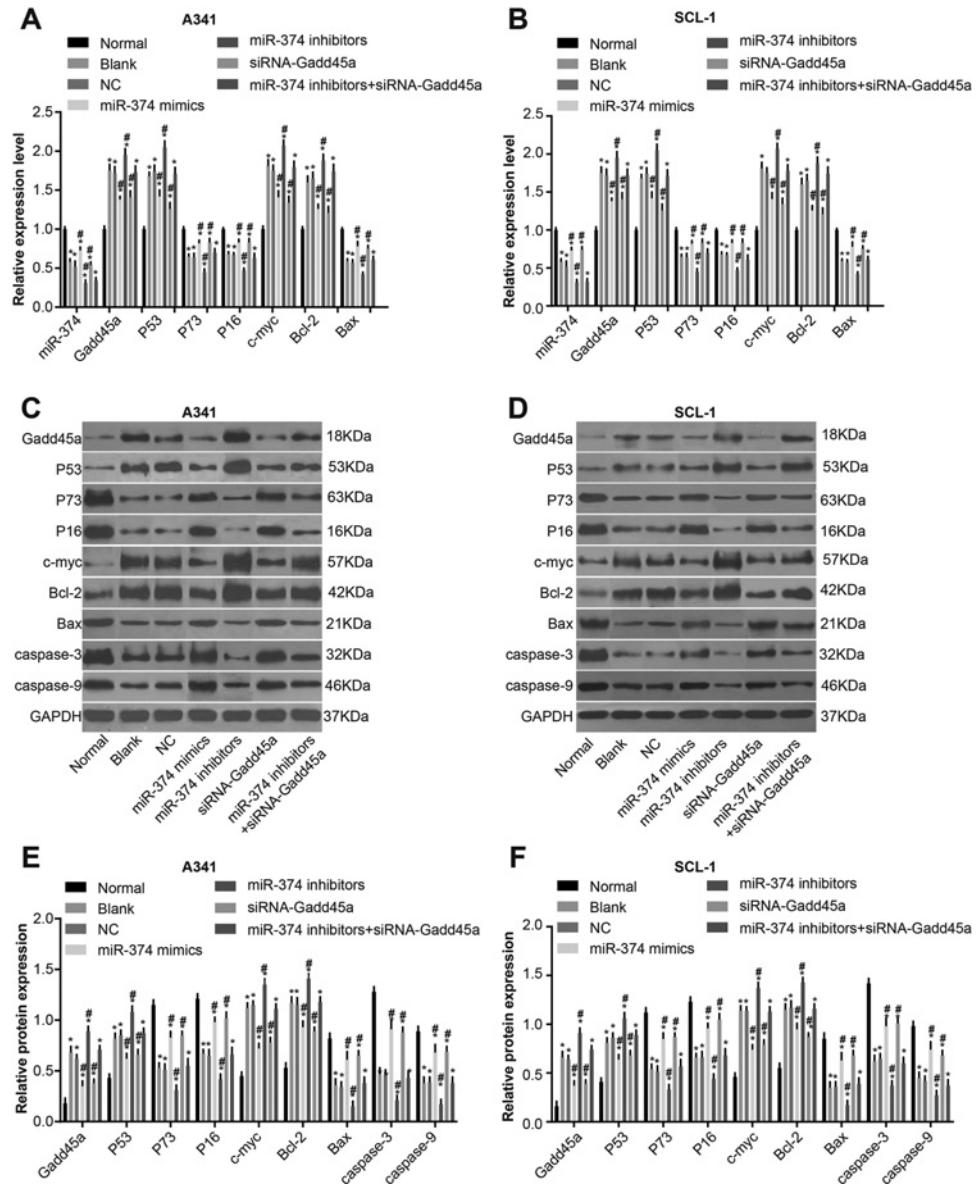 A
A341
Normal
Blank
NC
miR-374 mimics
miR-374 inhibitors
siRNA-Gadd45a
miR-374 inhibitors+siRNA-Gadd45a
Relative expression level
2.5
2.0
1.5
1.0
0.5
0.0
miR-374
Gadd45a
P53
P73
P16
c-myc
Bcl-2
Bax
B
SCL-1
Normal
Blank
NC
miR-374 mimics
miR-374 inhibitors
siRNA-Gadd45a
miR-374 inhibitors+siRNA-Gadd45a
Relative expression level
2.5
2.0
1.5
1.0
0.5
0.0
miR-374
Gadd45a
P53
P73
P16
c-myc
Bcl-2
Bax
C
A341
Gadd45a 18KDa
P53 53KDa
P73 63KDa
P16 16KDa
c-myc 57KDa
Bcl-2 42KDa
Bax 21KDa
caspase-3 32KDa
caspase-9 46KDa
GAPDH 37KDa
Normal
Blank
NC
miR-374 mimics
miR-374 inhibitors
siRNA-Gadd45a
miR-374 inhibitors
+siRNA-Gadd45a
D
SCL-1
Gadd45a 18KDa
P53 53KDa
P73 63KDa
P16 16KDa
c-myc 57KDa
Bcl-2 42KDa
Bax 21KDa
caspase-3 32KDa
caspase-9 46KDa
GAPDH 37KDa
Normal
Blank
NC
miR-374 mimics
miR-374 inhibitors
siRNA-Gadd45a
miR-374 inhibitors
+siRNA-Gadd45a
E
A341
Normal
Blank
NC
miR-374 mimics
miR-374 inhibitors
siRNA-Gadd45a
miR-374 inhibitors+siRNA-Gadd45a
Relative protein expression
2.0
1.5
1.0
0.5
0.0
Gadd45a
P53
P73
P16
c-myc
Bcl-2
Bax
caspase-3
caspase-9
F
SCL-1
Normal
Blank
NC
miR-374 mimics
miR-374 inhibitors
siRNA-Gadd45a
miR-374 inhibitors+siRNA-Gadd45a
Relative protein expression
2.0
1.5
1.0
0.5
0.0
Gadd45a
P53
P73
P16
c-myc
Bcl-2
Bax
caspase-3
caspase-9